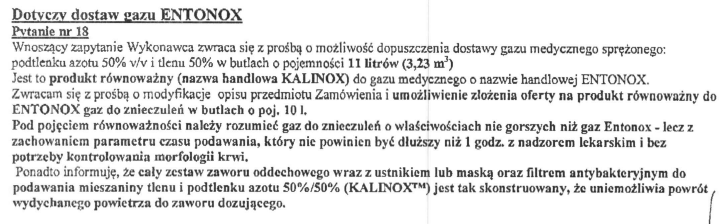 Dotyczy dostaw gazu ENTONOX
Pytanie nr 18
Wnoszący zapytanie Wykonawca zwraca się z prośbą o możliwość dopuszczenia dostawy gazu medycznego sprężonego:
podtlenku azotu 50% v/v i tlenu 50% w butlach o pojemności 11 litrów (3,23 m³)
Jest to produkt równoważny (nazwa handlowa KALINOX) do gazu medycznego o nazwie handlowej ENTONOX.
Zwracam się z prośbą o modyfikacje opisu przedmiotu Zamówienia i umożliwienie złożenia oferty na produkt równoważny do
ENTONOX gaz do znieczuleń w butlach o poj. 10 l.
Pod pojęciem równoważności należy rozumieć gaz do znieczuleń o właściwościach nie gorszych niż gaz Entonox - lecz z
zachowaniem parametru czasu podawania, który nie powinien być dłuższy niż 1 godz. z nadzorem lekarskim i bez
potrzeby kontrolowania morfologii krwi.
Ponadto informuję, że cały zestaw zaworu oddechowego wraz z ustnikiem lub maską oraz filtrem antybakteryjnym do
podawania mieszaniny tlenu i podtlenku azotu 50%/50% (KALINOX™) jest tak skonstruowany, że uniemożliwia powrót
wydychanego powietrza do zaworu dozującego.